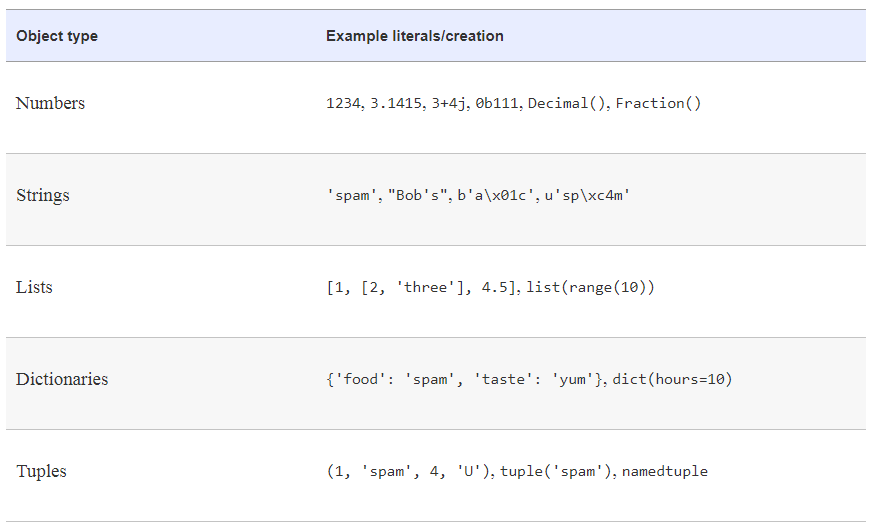 Object type Example literals/creation
Numbers 1234, 3.1415, 3+4j, 0b111, Decimal(), Fraction()
Strings 'spam', "Bob's", b'a\x01c', u'sp\xc4m'
Lists [1, [2, 'three'], 4.5], list(range(10))
Dictionaries {'food': 'spam', 'taste': 'yum'}, dict(hours=10)
Tuples (1, 'spam', 4, 'U'), tuple('spam'), namedtuple